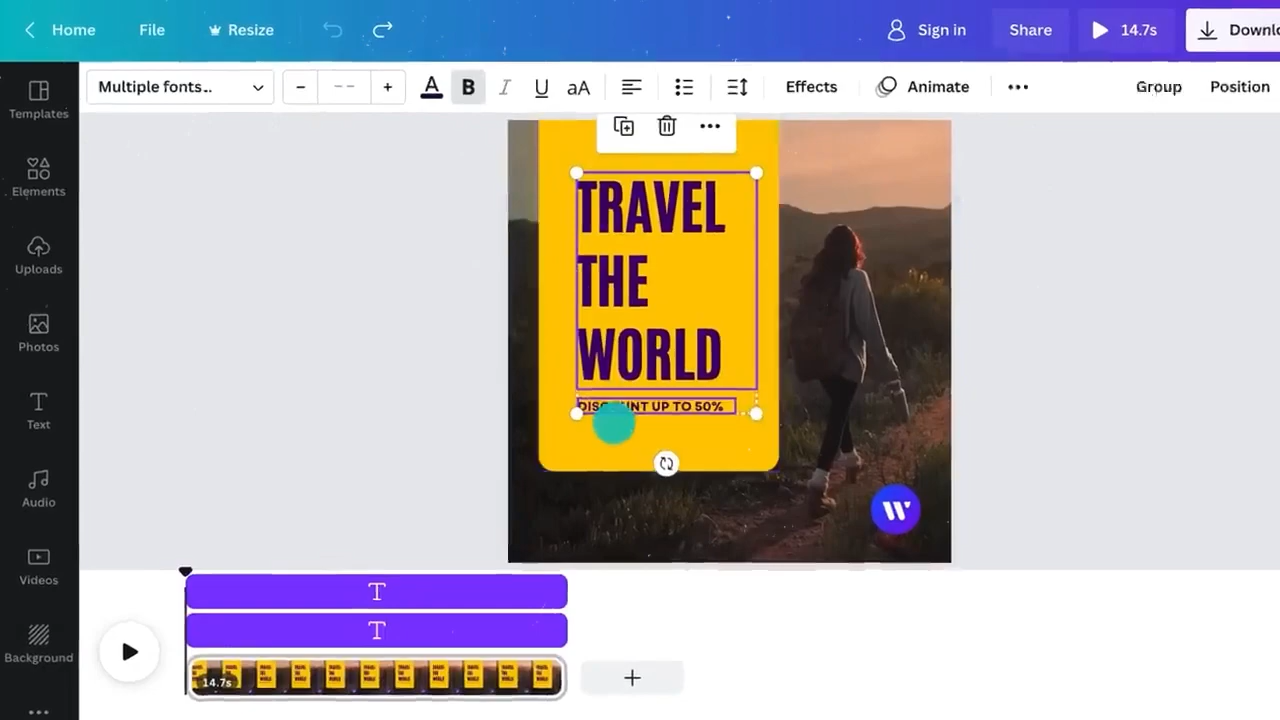 Home File Resize Sign in Share 14.7s
Multiple fonts.. - -- + A B I U aA Effects Animate ... Group Position
Templates
Elements
Uploads
Photos
Text
Audio
Videos
Background
TRAVEL
THE
WORLD
UP TO 50%
W
T
T
14.7s
+